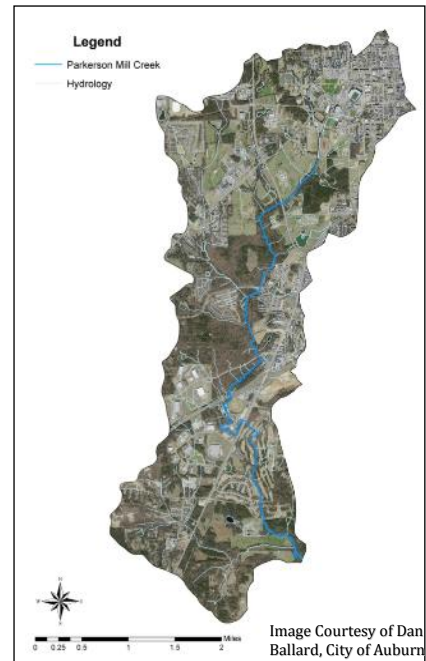 Legend
Parkerson Mill Creek
Hydrology
N
W
E
S
0 0.25 0.5 1 1.5 2 Miles
Image Courtesy of Dan
Ballard, City of Auburn